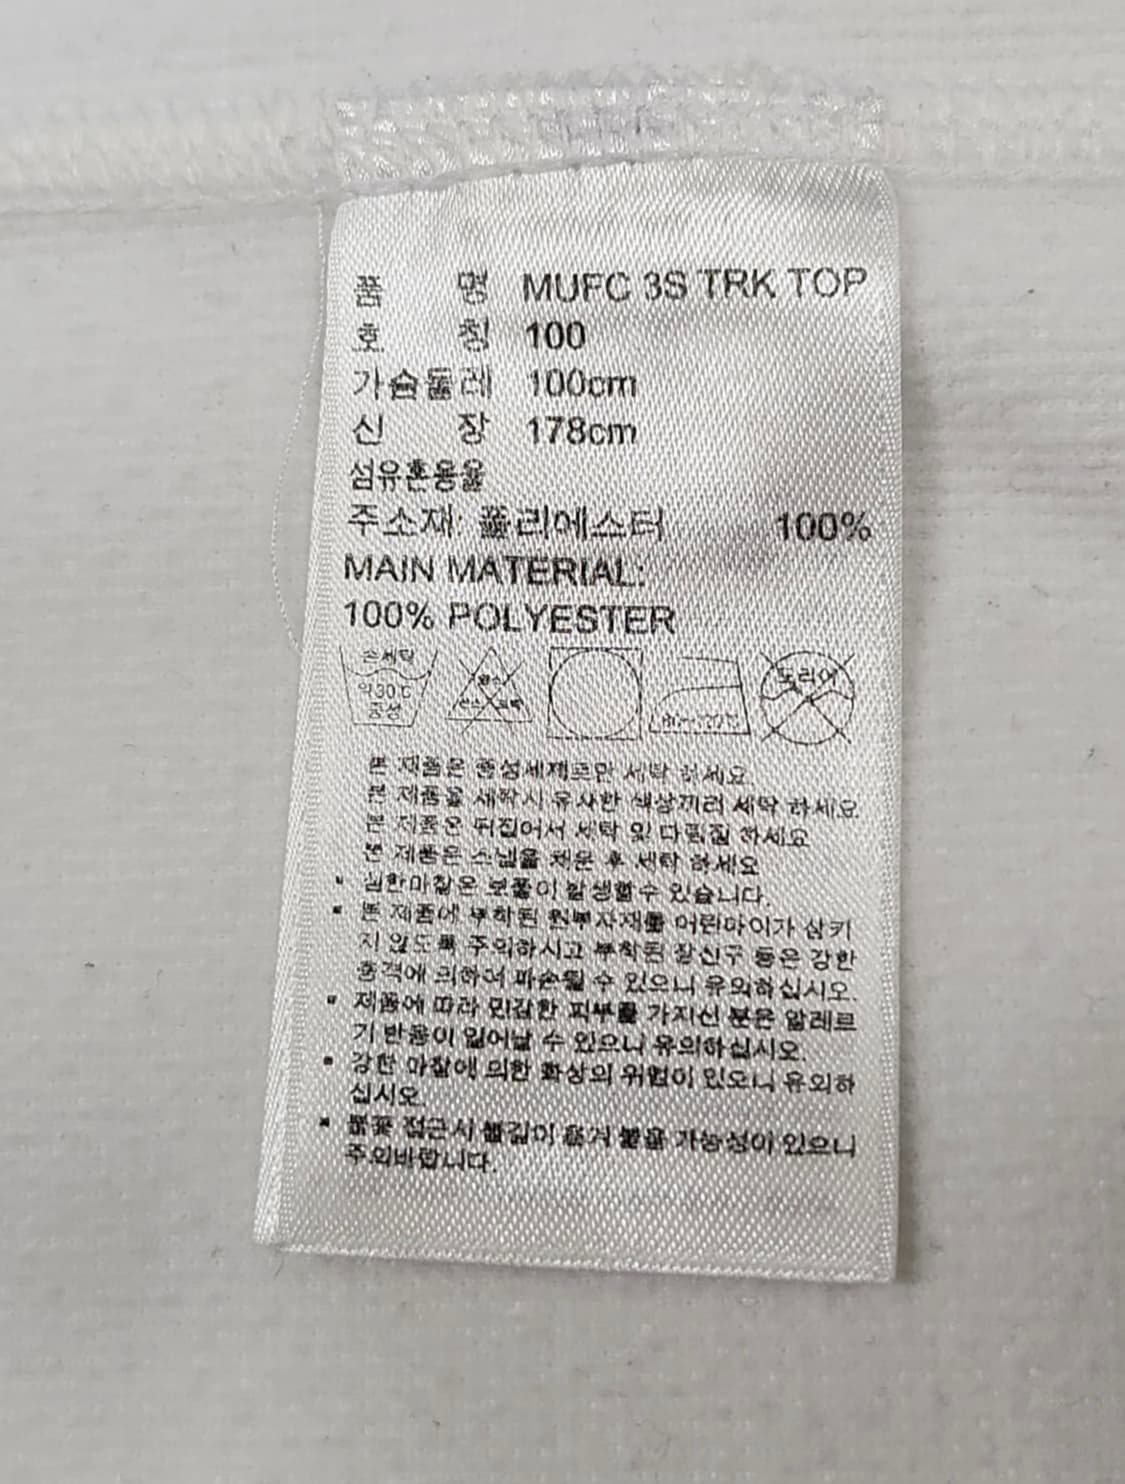 품 명 MUFC 3S TRK TOP
호 칭 100
가슴둘레 100cm
신 장 178cm
섬유혼용율
주소재: 폴리에스터 100%
MAIN MATERIAL:
100% POLYESTER
손세탁
약30℃
중성
염소
산소 표백
80~120℃
드라이
본 제품은 중성세제로만 세탁 하세요.
본 제품을 세탁시 유사한 색상끼리 세탁 하세요.
본 제품은 뒤집어서 세탁 및 다림질 하세요
본 제품은 스냅을 채운 후 세탁 하세요
▪ 심한마찰은 보풀이 발생할수 있습니다.
▪ 본 제품에 부착된 원부자재를 어린아이가 삼키
지 않도록 주의하시고 부착된 장신구 등은 강한
충격에 의하여 파손될 수 있으니 유의하십시오.
▪ 제품에 따라 민감한 피부를 가지신 분은 알레르
기 반응이 일어날 수 있으니 유의하십시오.
▪ 강한 마찰에 의한 화상의 위험이 있으니 유의하
십시오.
▪ 불꽃 접근시 불길이 옮겨 붙을 가능성이 있으니
주의바랍니다.